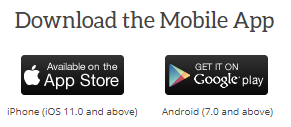 Download the Mobile App
Available on the
App Store
GET IT ON
Google play
iPhone (iOS 11.0 and above)
Android (7.0 and above)